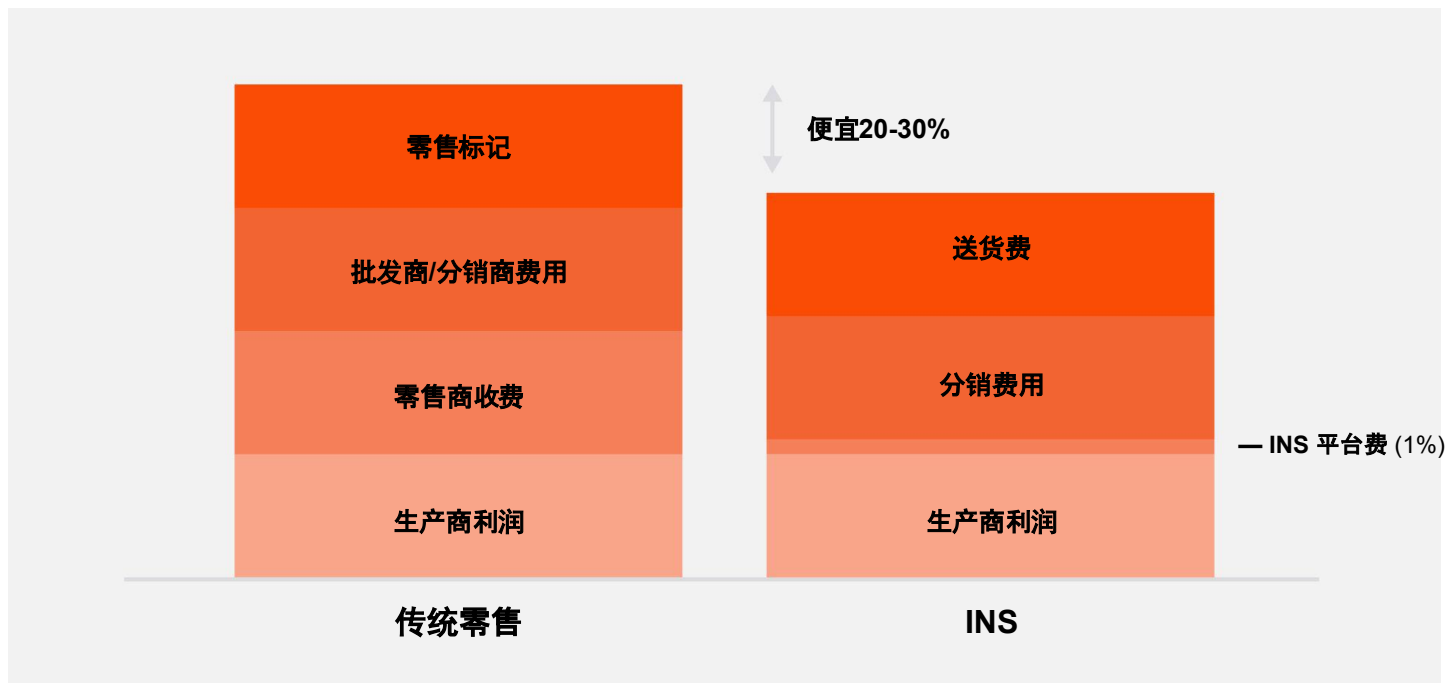 零售标记
批发商/分销商费用
零售商收费
生产商利润
传统零售
便宜20-30%
送货费
分销费用
— INS 平台费 (1%)
生产商利润
INS